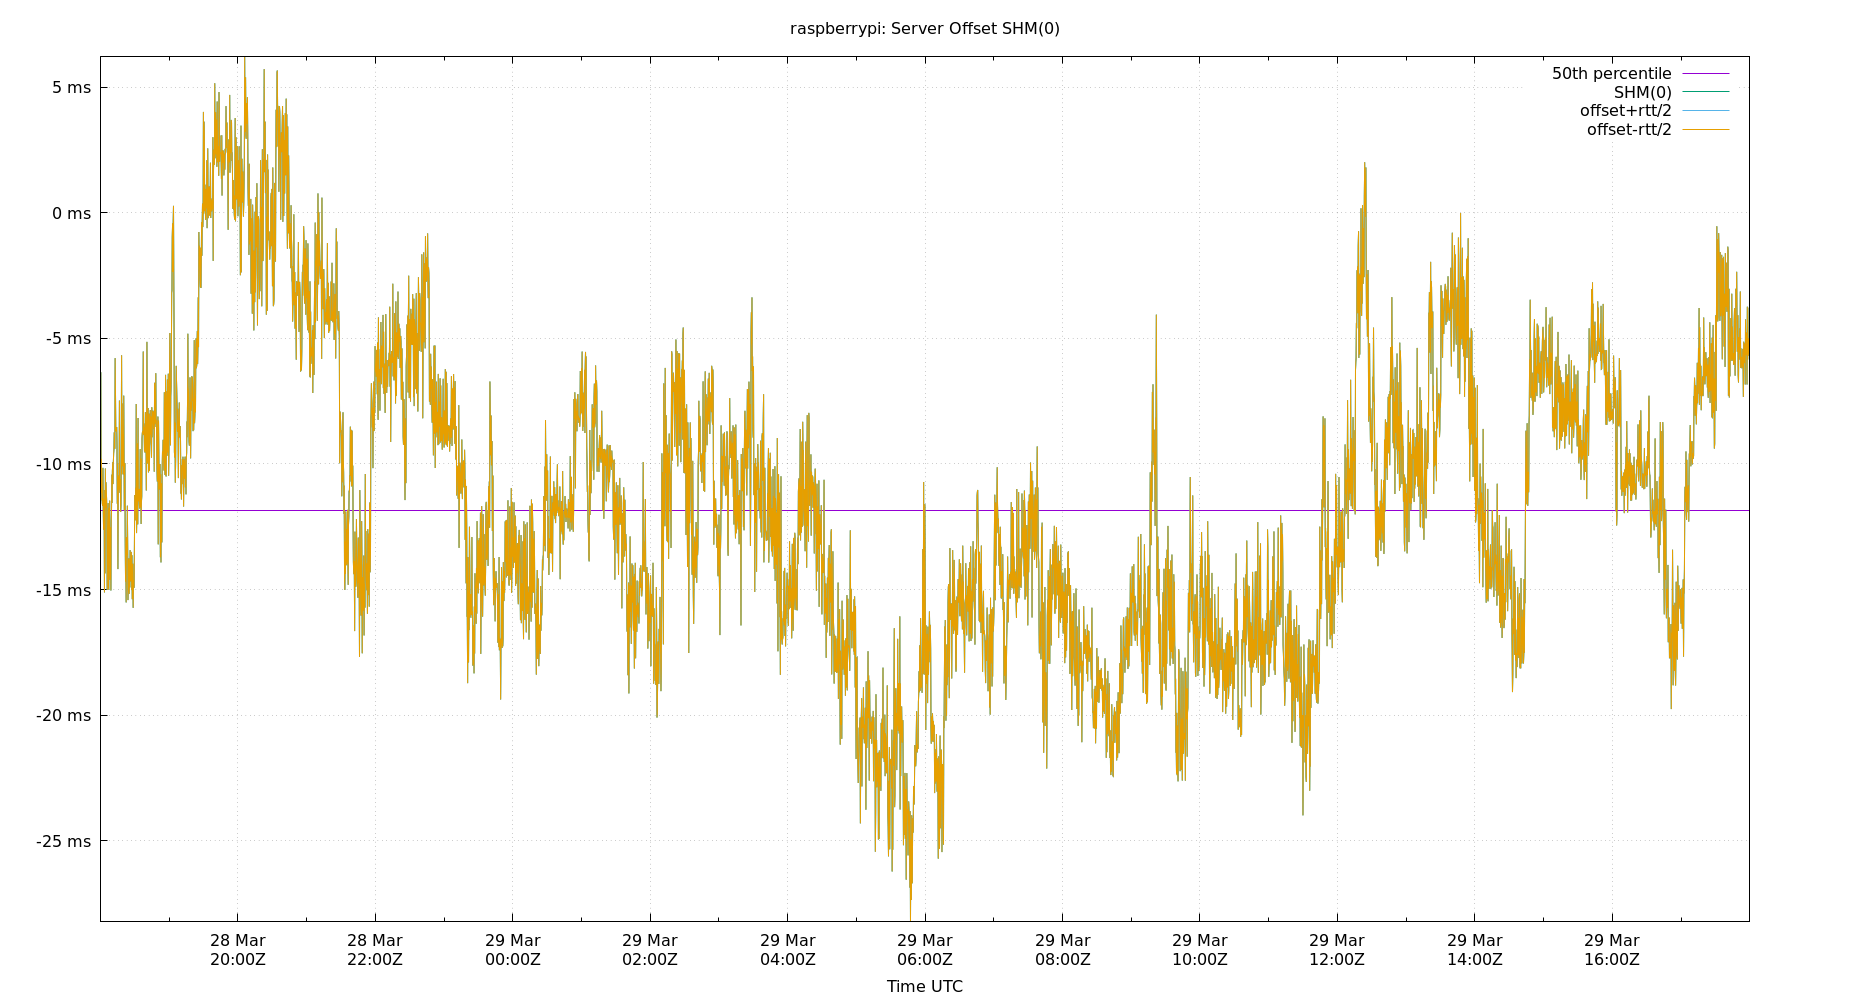 raspberrypi: Server Offset SHM(0)
50th percentile
SHM(0)
offset+rtt/2
offset-rtt/2
5 ms
0 ms
-5 ms
-10 ms
-15 ms
-20 ms
-25 ms
28 Mar 28 Mar 29 Mar 29 Mar 29 Mar 29 Mar 29 Mar 29 Mar 29 Mar 29 Mar 29 Mar
20:00Z 22:00Z 00:00Z 02:00Z 04:00Z 06:00Z 08:00Z 10:00Z 12:00Z 14:00Z 16:00Z
Time UTC